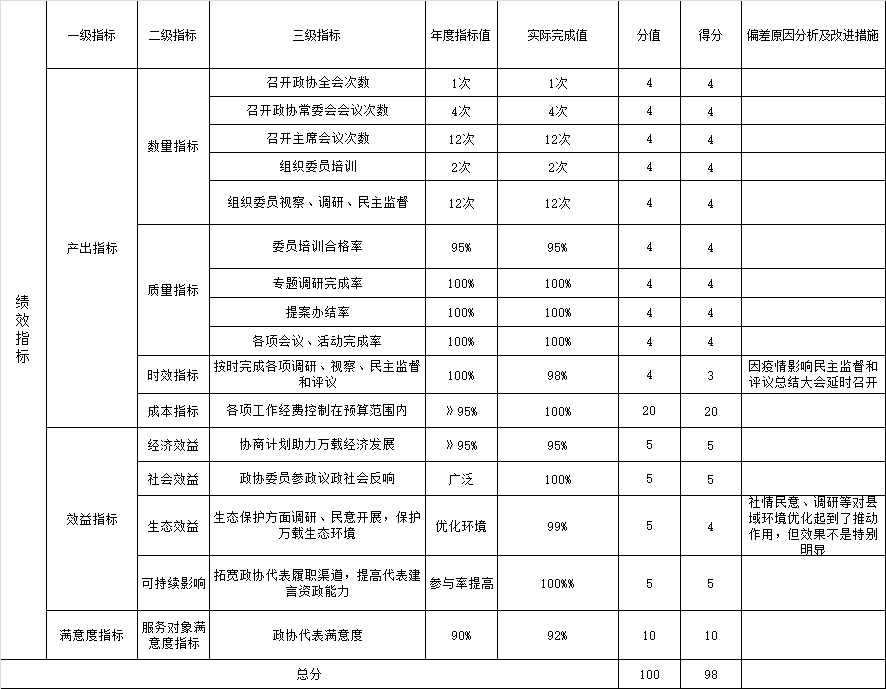 一级指标 二级指标 三级指标 年度指标值 实际完成值 分值 得分 偏差原因分析及改进措施
绩效指标
产出指标
数量指标
召开政协全会次数 1次 1次 4 4
召开政协常委会会议次数 4次 4次 4 4
召开主席会议次数 12次 12次 4 4
组织委员培训 2次 2次 4 4
组织委员视察、调研、民主监督 12次 12次 4 4
质量指标
委员培训合格率 95% 95% 4 4
专题调研完成率 100% 100% 4 4
提案办结率 100% 100% 4 4
各项会议、活动完成率 100% 100% 4 4
时效指标
按时完成各项调研、视察、民主监督
和评议
100% 98% 4 3
因疫情影响民主监督和
评议总结大会延时召开
成本指标 各项工作经费控制在预算范围内 》95% 100% 20 20
效益指标
经济效益 协商计划助力万载经济发展 》95% 95% 5 5
社会效益 政协委员参政议政社会反响 广泛 100% 5 5
生态效益
生态保护方面调研、民意开展，保护
万载生态环境
优化环境 99% 5 4
社情民意、调研等对县
域环境优化起到了推动
作用，但效果不是特别
明显
可持续影响
拓宽政协代表履职渠道，提高代表建
言资政能力
参与率提高 100%% 5 5
满意度指标
服务对象满
意度指标
政协代表满意度 90% 92% 10 10
总分 100 98